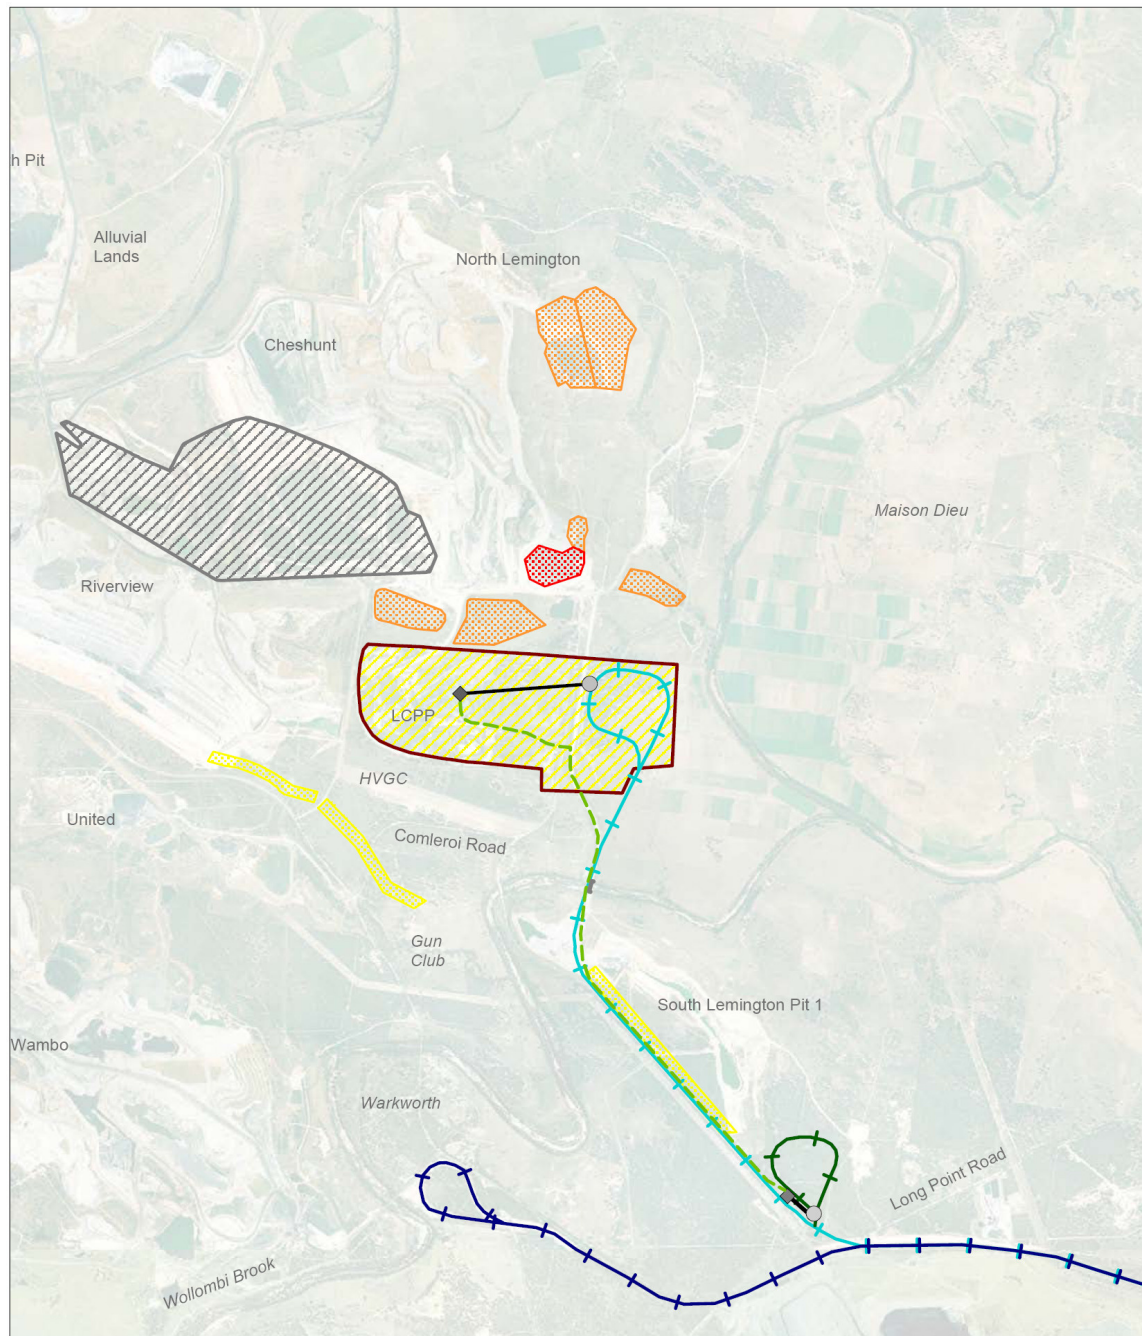 h Pit
Alluvial
Lands
North Lemington
Cheshunt
Maison Dieu
Riverview
LCPP
HVGC
United
Comleroi Road
Gun
Club
South Lemington Pit 1
Wambo
Warkworth
Long Point Road
Wollombi Brook